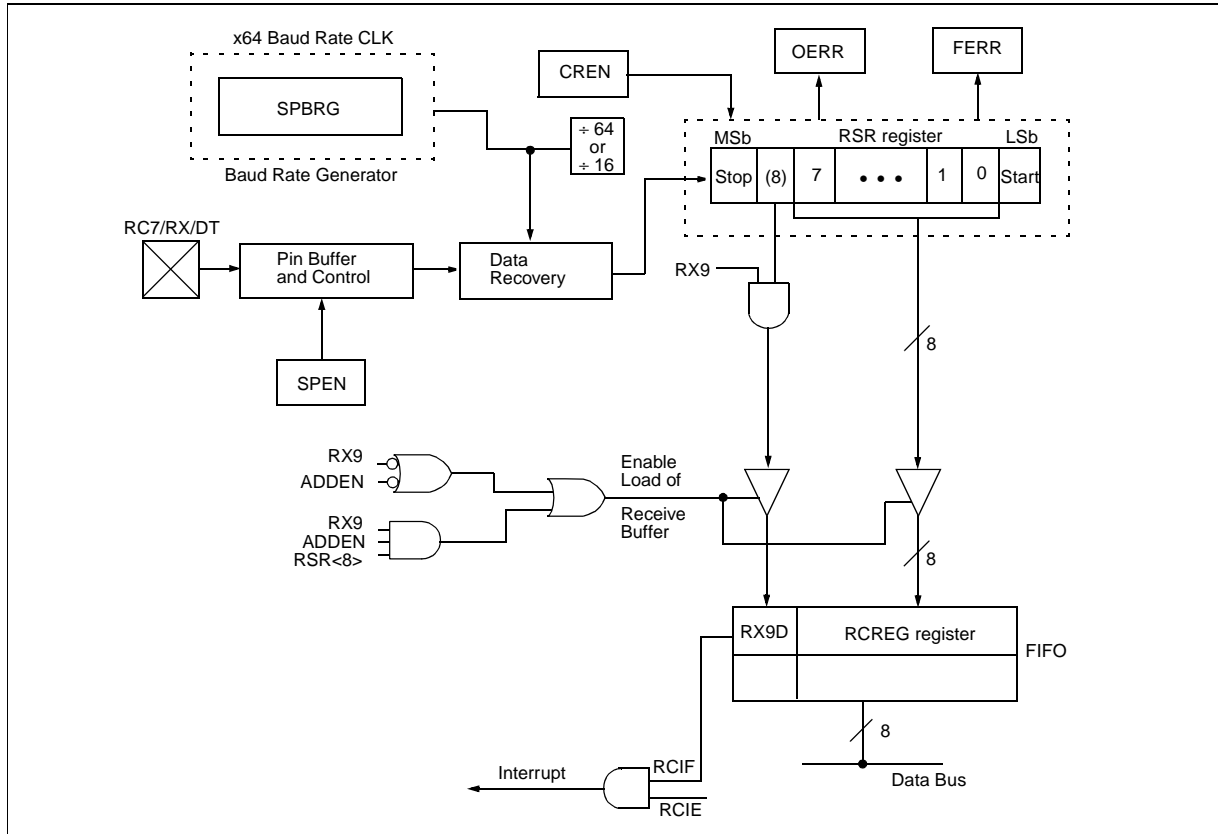 x64 Baud Rate CLK
SPBRG
Baud Rate Generator
CREN
OERR
FERR
÷ 64
or
÷ 16
MSb
RSR register
LSb
Stop
(8)
7
• • •
1
0
Start
RC7/RX/DT
Pin Buffer
and Control
Data
Recovery
SPEN
RX9
8
RX9
ADDEN
RX9
ADDEN
RSR<8>
Enable
Load of
Receive
Buffer
8
RX9D
RCREG register
FIFO
8
Data Bus
Interrupt
RCIF
RCIE